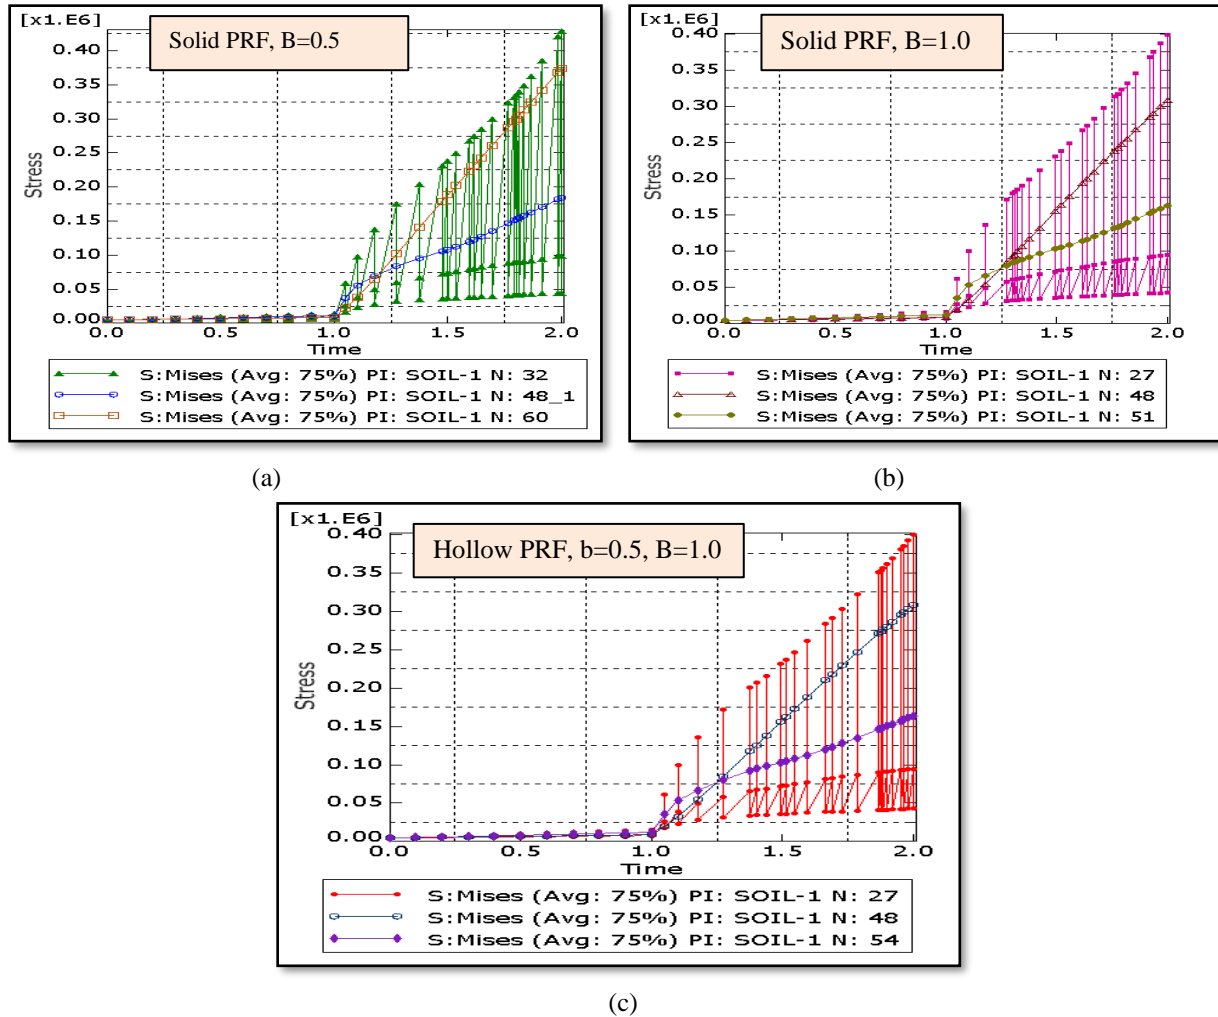 [x1.E6]
Solid PRF, B=0.5
0.40
0.35
0.30
0.25
0.20
0.15
0.10
0.05
0.00
Stress
0.0 0.5 1.0 1.5 2.0
Time
S:Mises (Avg: 75%) PI: SOIL-1 N: 32
S:Mises (Avg: 75%) PI: SOIL-1 N: 48_1
S:Mises (Avg: 75%) PI: SOIL-1 N: 60
(a)
[x1.E6]
Solid PRF, B=1.0
0.40
0.35
0.30
0.25
0.20
0.15
0.10
0.05
0.00
Stress
0.0 0.5 1.0 1.5 2.0
Time
S:Mises (Avg: 75%) PI: SOIL-1 N: 27
S:Mises (Avg: 75%) PI: SOIL-1 N: 48
S:Mises (Avg: 75%) PI: SOIL-1 N: 51
(b)
[x1.E6]
Hollow PRF, b=0.5, B=1.0
0.40
0.35
0.30
0.25
0.20
0.15
0.10
0.05
0.00
Stress
0.0 0.5 1.0 1.5 2.0
Time
S:Mises (Avg: 75%) PI: SOIL-1 N: 27
S:Mises (Avg: 75%) PI: SOIL-1 N: 48
S:Mises (Avg: 75%) PI: SOIL-1 N: 54
(c)